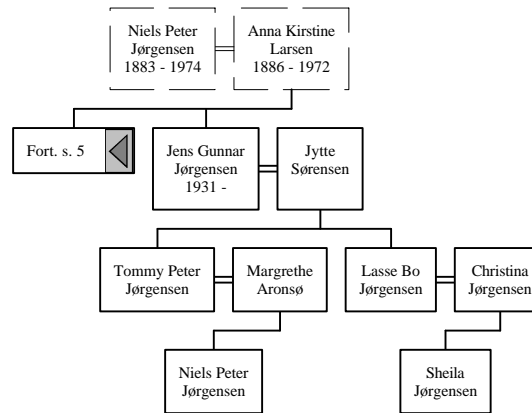 Niels Peter
Jørgensen
1883 - 1974
Anna Kirstine
Larsen
1886 - 1972
Fort. s. 5
Jens Gunnar
Jørgensen
1931 -
Jytte
Sørensen
Tommy Peter
Jørgensen
Margrethe
Aronsø
Lasse Bo
Jørgensen
Christina
Jørgensen
Niels Peter
Jørgensen
Sheila
Jørgensen